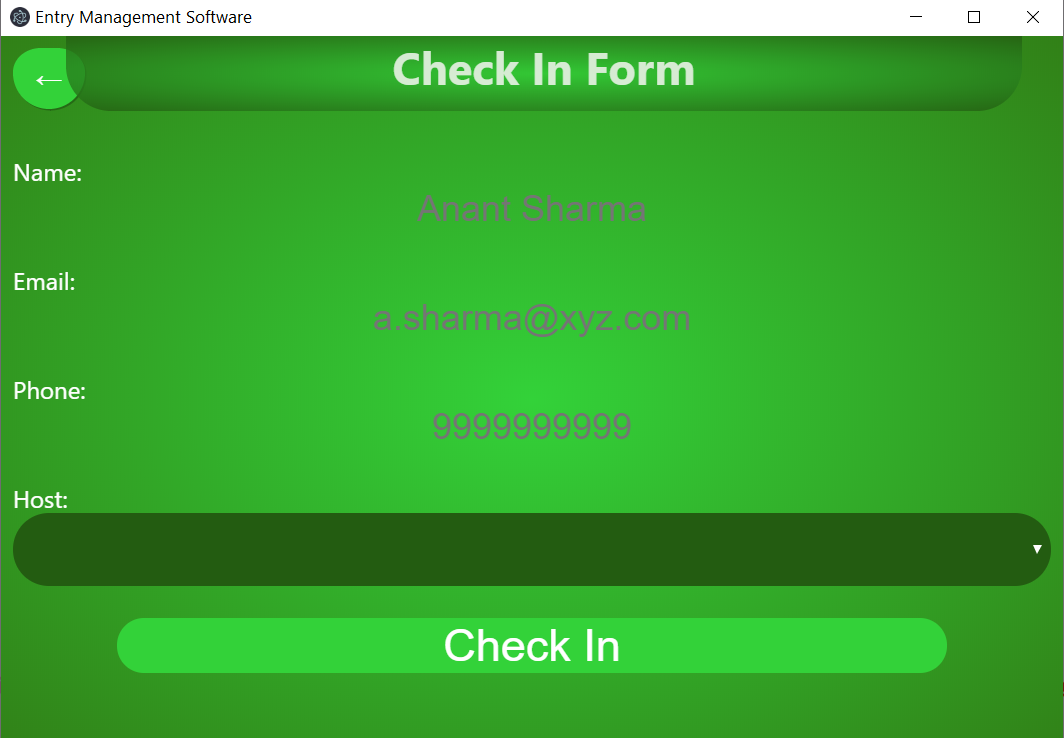 Entry Management Software
←
Check In Form
Name:
Anant Sharma
Email:
a.sharma@xyz.com
Phone:
9999999999
Host:
Check In